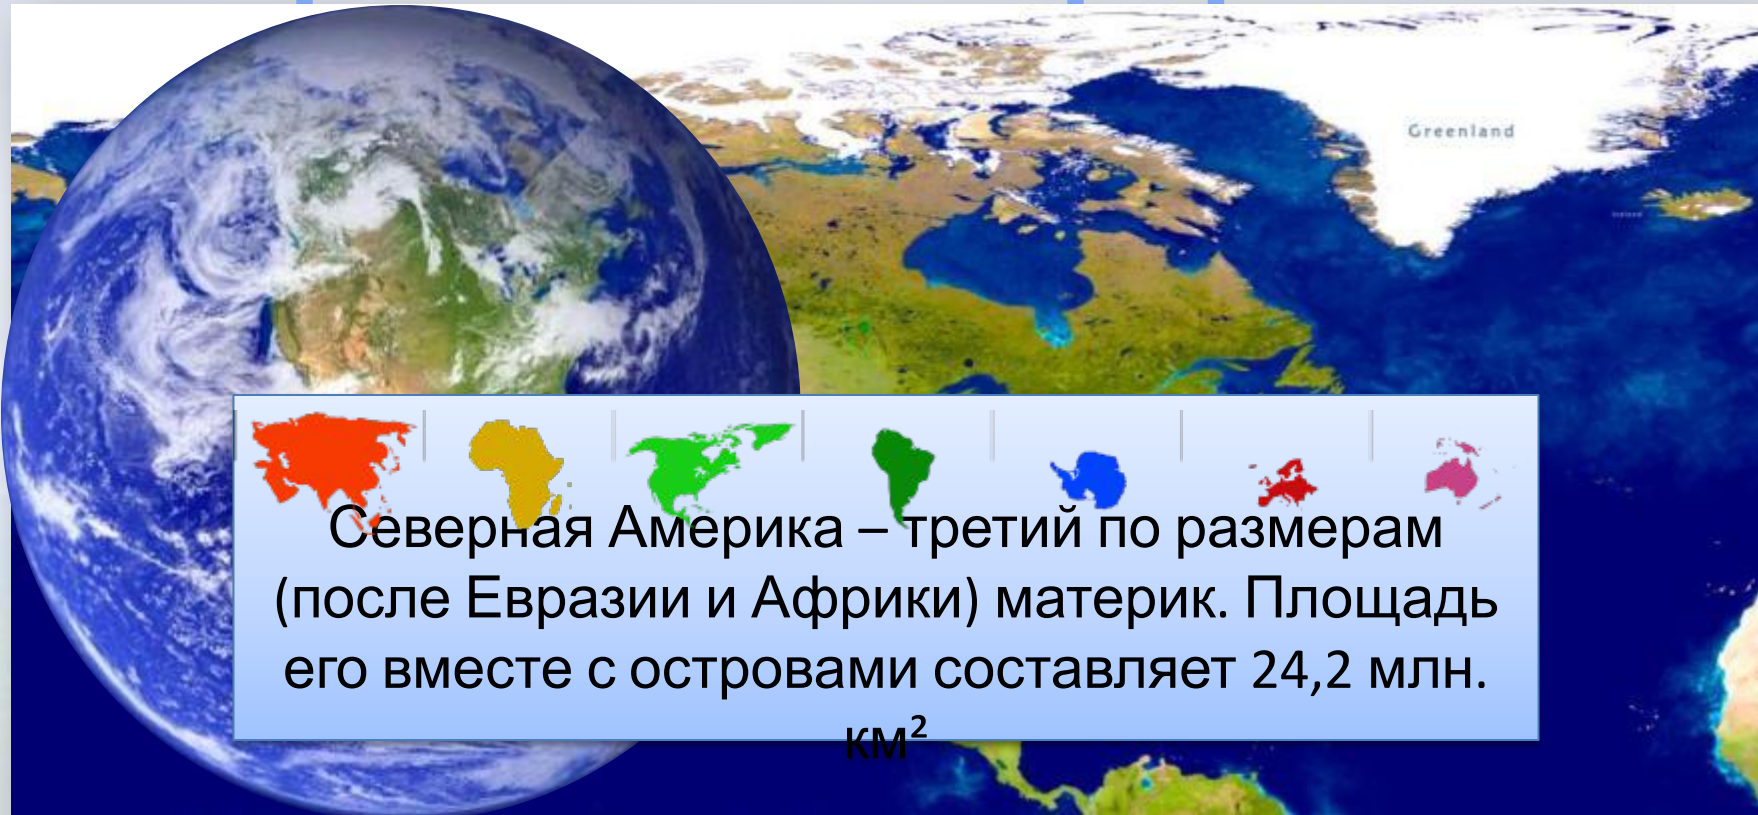 Greenland
Iceland
Северная Америка – третий по размерам
(после Евразии и Африки) материк. Площадь
его вместе с островами составляет 24,2 млн.
км²